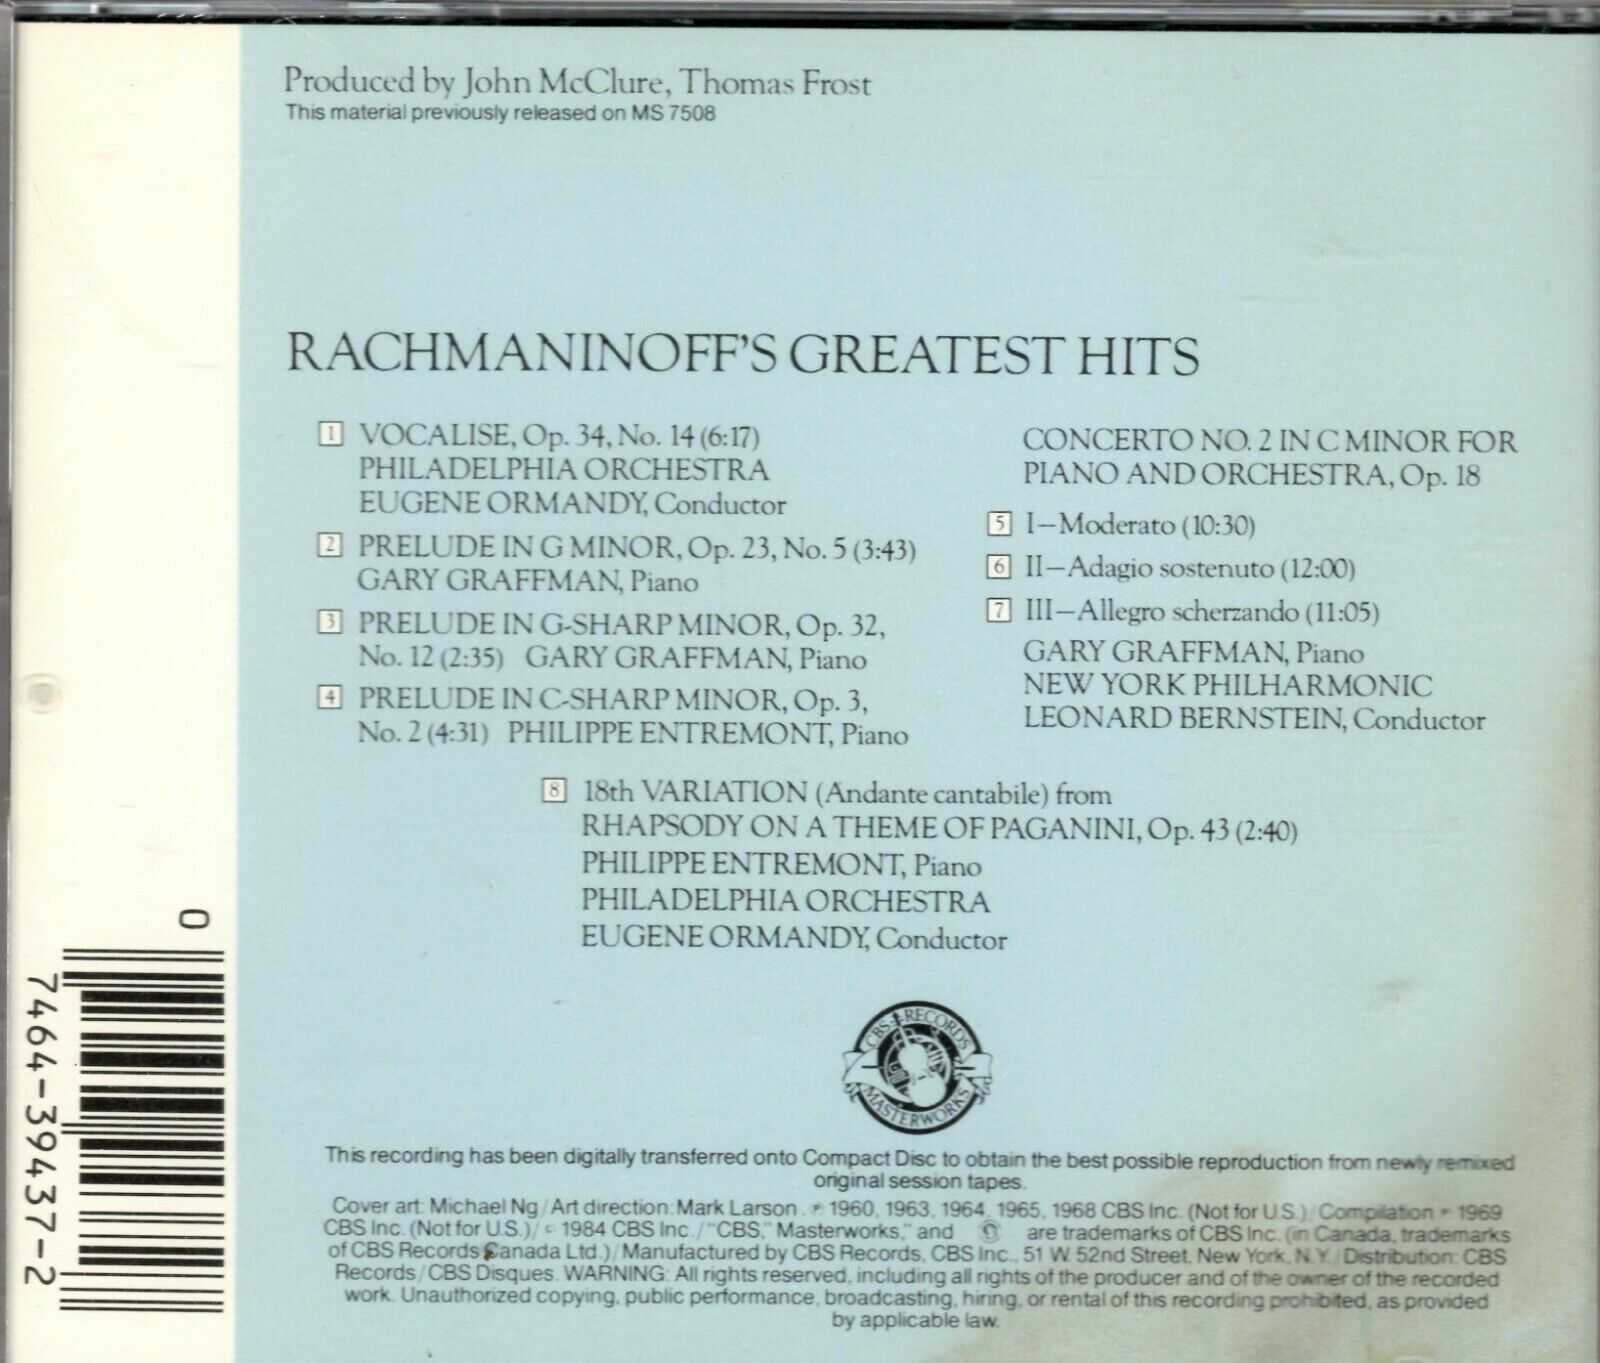 Produced by John McClure, Thomas Frost
This material previously released on MS 7508
RACHMANINOFF'S GREATEST HITS
1 VOCALISE, Op. 34, No. 14 (6:17)
PHILADELPHIA ORCHESTRA
EUGENE ORMANDY, Conductor
2 PRELUDE IN G MINOR, Op. 23, No. 5 (3:43)
GARY GRAFFMAN, Piano
3 PRELUDE IN G-SHARP MINOR, Op. 32,
No. 12 (2:35) GARY GRAFFMAN, Piano
4 PRELUDE IN C-SHARP MINOR, Op. 3,
No. 2 (4:31) PHILIPPE ENTREMONT, Piano
CONCERTO NO. 2 IN C MINOR FOR
PIANO AND ORCHESTRA, Op. 18
5 I—Moderato (10:30)
6 II—Adagio sostenuto (12:00)
7 III—Allegro scherzando (11:05)
GARY GRAFFMAN, Piano
NEW YORK PHILHARMONIC
LEONARD BERNSTEIN, Conductor
8 18th VARIATION (Andante cantabile) from
RHAPSODY ON A THEME OF PAGANINI, Op. 43 (2:40)
PHILIPPE ENTREMONT, Piano
PHILADELPHIA ORCHESTRA
EUGENE ORMANDY, Conductor
0
7464-39437-2
CBS RECORDS
MASTERWORKS
This recording has been digitally transferred onto Compact Disc to obtain the best possible reproduction from newly remixed
original session tapes.
Cover art: Michael Ng/Art direction: Mark Larson. ℗ 1960, 1963, 1964, 1965, 1968 CBS Inc. (Not for U.S.) Compilation ℗ 1969
CBS Inc. (Not for U.S.)/© 1984 CBS Inc./"CBS," Masterworks," and are trademarks of CBS Inc. (in Canada, trademarks
of CBS Records Canada Ltd.)/Manufactured by CBS Records, CBS Inc., 51 W. 52nd Street, New York, N.Y./Distribution: CBS
Records/CBS Disques. WARNING: All rights reserved, including all rights of the producer and of the owner of the recorded
work. Unauthorized copying, public performance, broadcasting, hiring, or rental of this recording prohibited, as provided
by applicable law.